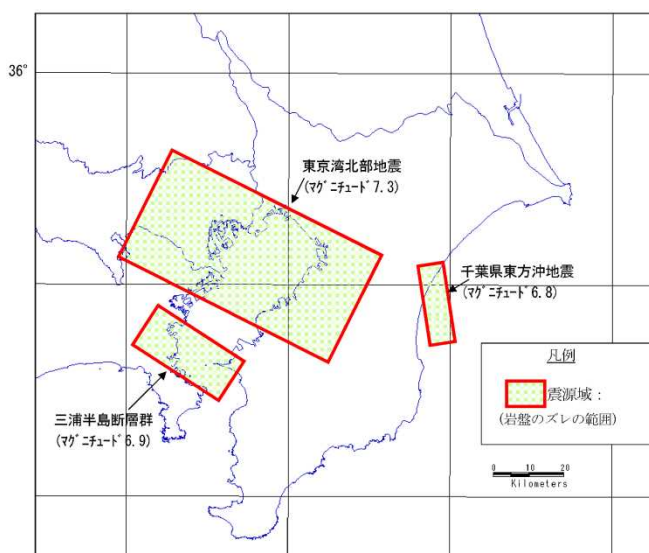 36°
東京湾北部地震
(ﾏｸﾞﾆﾁｭｰﾄﾞ7.3)
千葉県東方沖地震
(ﾏｸﾞﾆﾁｭｰﾄﾞ6.8)
凡例
震源域：
(岩盤のズレの範囲)
三浦半島断層群
(ﾏｸﾞﾆﾁｭｰﾄﾞ6.9)
0 10 20
Kilometers